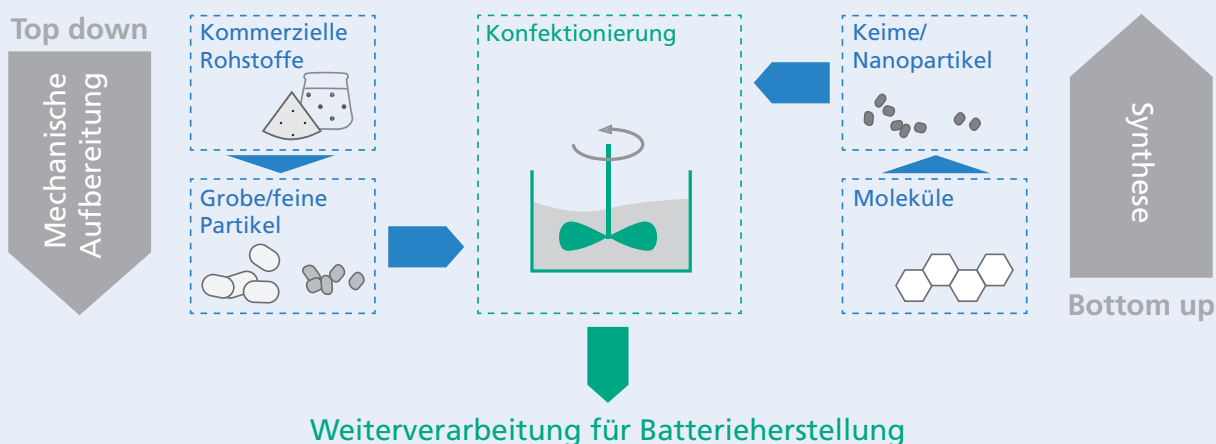 Top down
Mechanische
Aufbereitung
Kommerzielle
Rohstoffe
Grobe/feine
Partikel
Konfektionierung
Keime/
Nanopartikel
Moleküle
Synthese
Bottom up
Weiterverarbeitung für Batterieherstellung